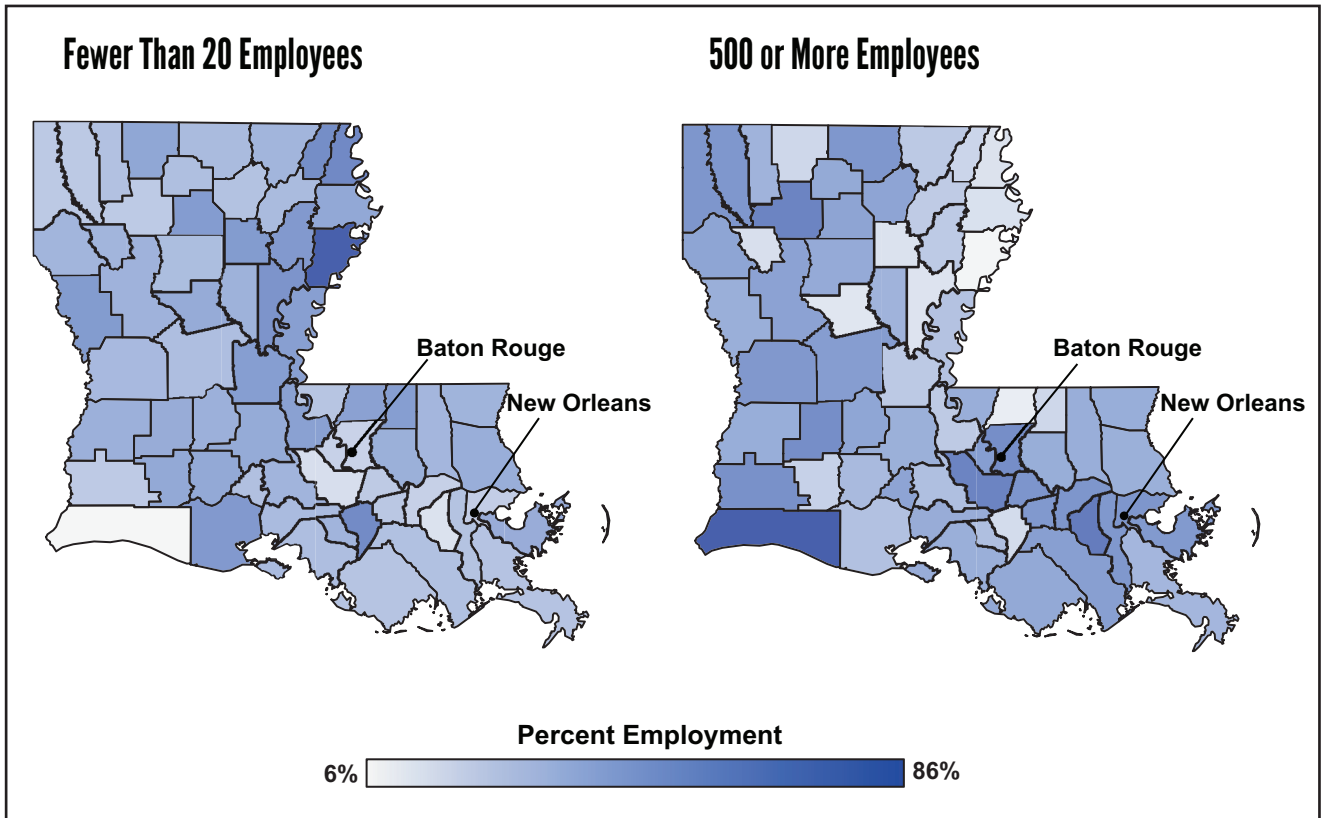 Fewer Than 20 Employees
500 or More Employees
Baton Rouge
New Orleans
Baton Rouge
New Orleans
Percent Employment
6%
86%